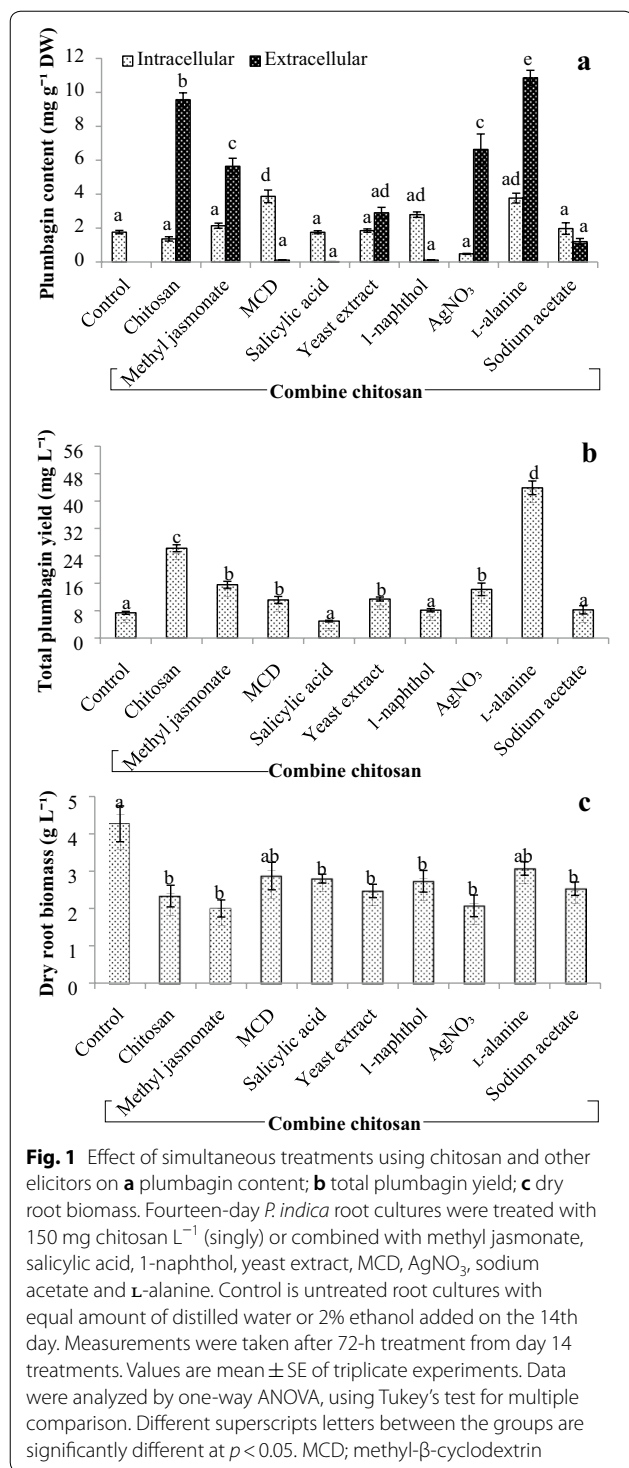 Intracellular Extracellular
a
Plumbagin content (mg g⁻¹ DW)
12
10
8
6
4
2
0
a a b a c d a a a a ad ad a a c ad e a a
Control
Chitosan
Methyl jasmonate
MCD
Salicylic acid
Yeast extract
1-naphthol
AgNO₃
L-alanine
Sodium acetate
Combine chitosan
b
Total plumbagin yield (mg L⁻¹)
56
48
40
32
24
16
8
0
a c b b a b a b d a
Control
Chitosan
Methyl jasmonate
MCD
Salicylic acid
Yeast extract
1-naphthol
AgNO₃
L-alanine
Sodium acetate
Combine chitosan
c
Dry root biomass (g L⁻¹)
5
4
3
2
1
0
a b b ab b b b b ab b
Control
Chitosan
Methyl jasmonate
MCD
Salicylic acid
Yeast extract
1-naphthol
AgNO₃
L-alanine
Sodium acetate
Combine chitosan
Fig. 1 Effect of simultaneous treatments using chitosan and other
elicitors on a plumbagin content; b total plumbagin yield; c dry
root biomass. Fourteen-day P. indica root cultures were treated with
150 mg chitosan L⁻¹ (singly) or combined with methyl jasmonate,
salicylic acid, 1-naphthol, yeast extract, MCD, AgNO₃, sodium
acetate and L-alanine. Control is untreated root cultures with
equal amount of distilled water or 2% ethanol added on the 14th
day. Measurements were taken after 72-h treatment from day 14
treatments. Values are mean ± SE of triplicate experiments. Data
were analyzed by one-way ANOVA, using Tukey's test for multiple
comparison. Different superscripts letters between the groups are
significantly different at p < 0.05. MCD; methyl-β-cyclodextrin